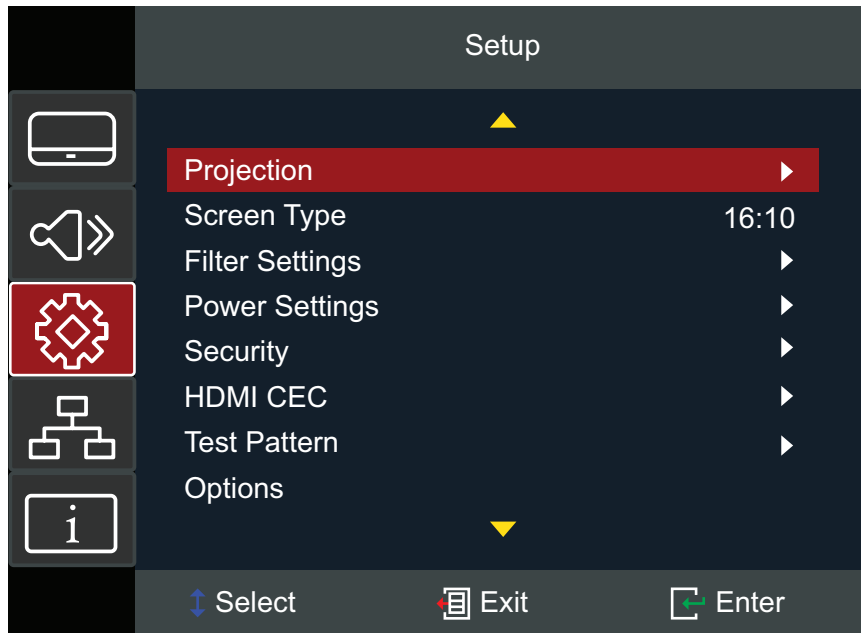 Setup
Projection
Screen Type 16:10
Filter Settings
Power Settings
Security
HDMI CEC
Test Pattern
Options
i
Select Exit Enter